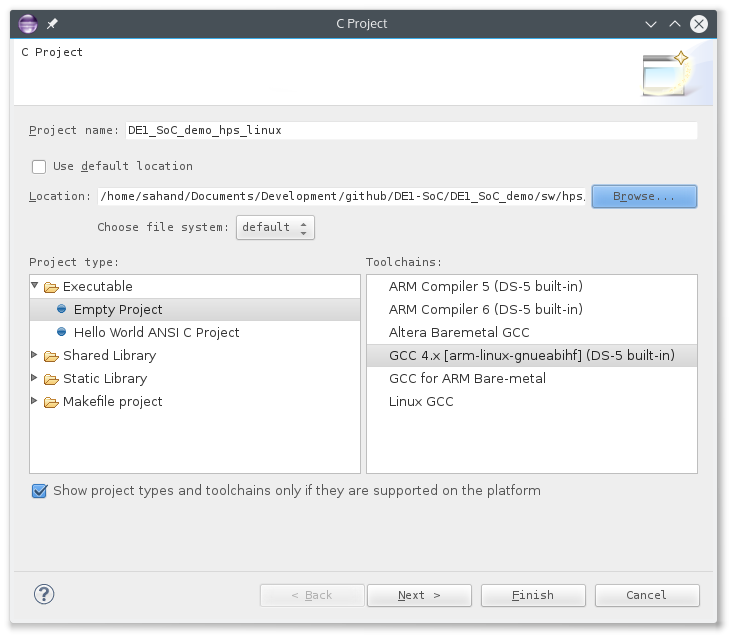 C Project
C Project
Project name: DE1_SoC_demo_hps_linux
Use default location
Location: /home/sahand/Documents/Development/github/DE1-SoC/DE1_SoC_demo/sw/hps, Browse...
Choose file system: default
Project type: Toolchains:
Executable ARM Compiler 5 (DS-5 built-in)
Empty Project ARM Compiler 6 (DS-5 built-in)
Hello World ANSI C Project Altera Baremetal GCC
Shared Library GCC 4.x [arm-linux-gnueabihf] (DS-5 built-in)
Static Library GCC for ARM Bare-metal
Makefile project Linux GCC
Show project types and toolchains only if they are supported on the platform
? < Back Next > Finish Cancel